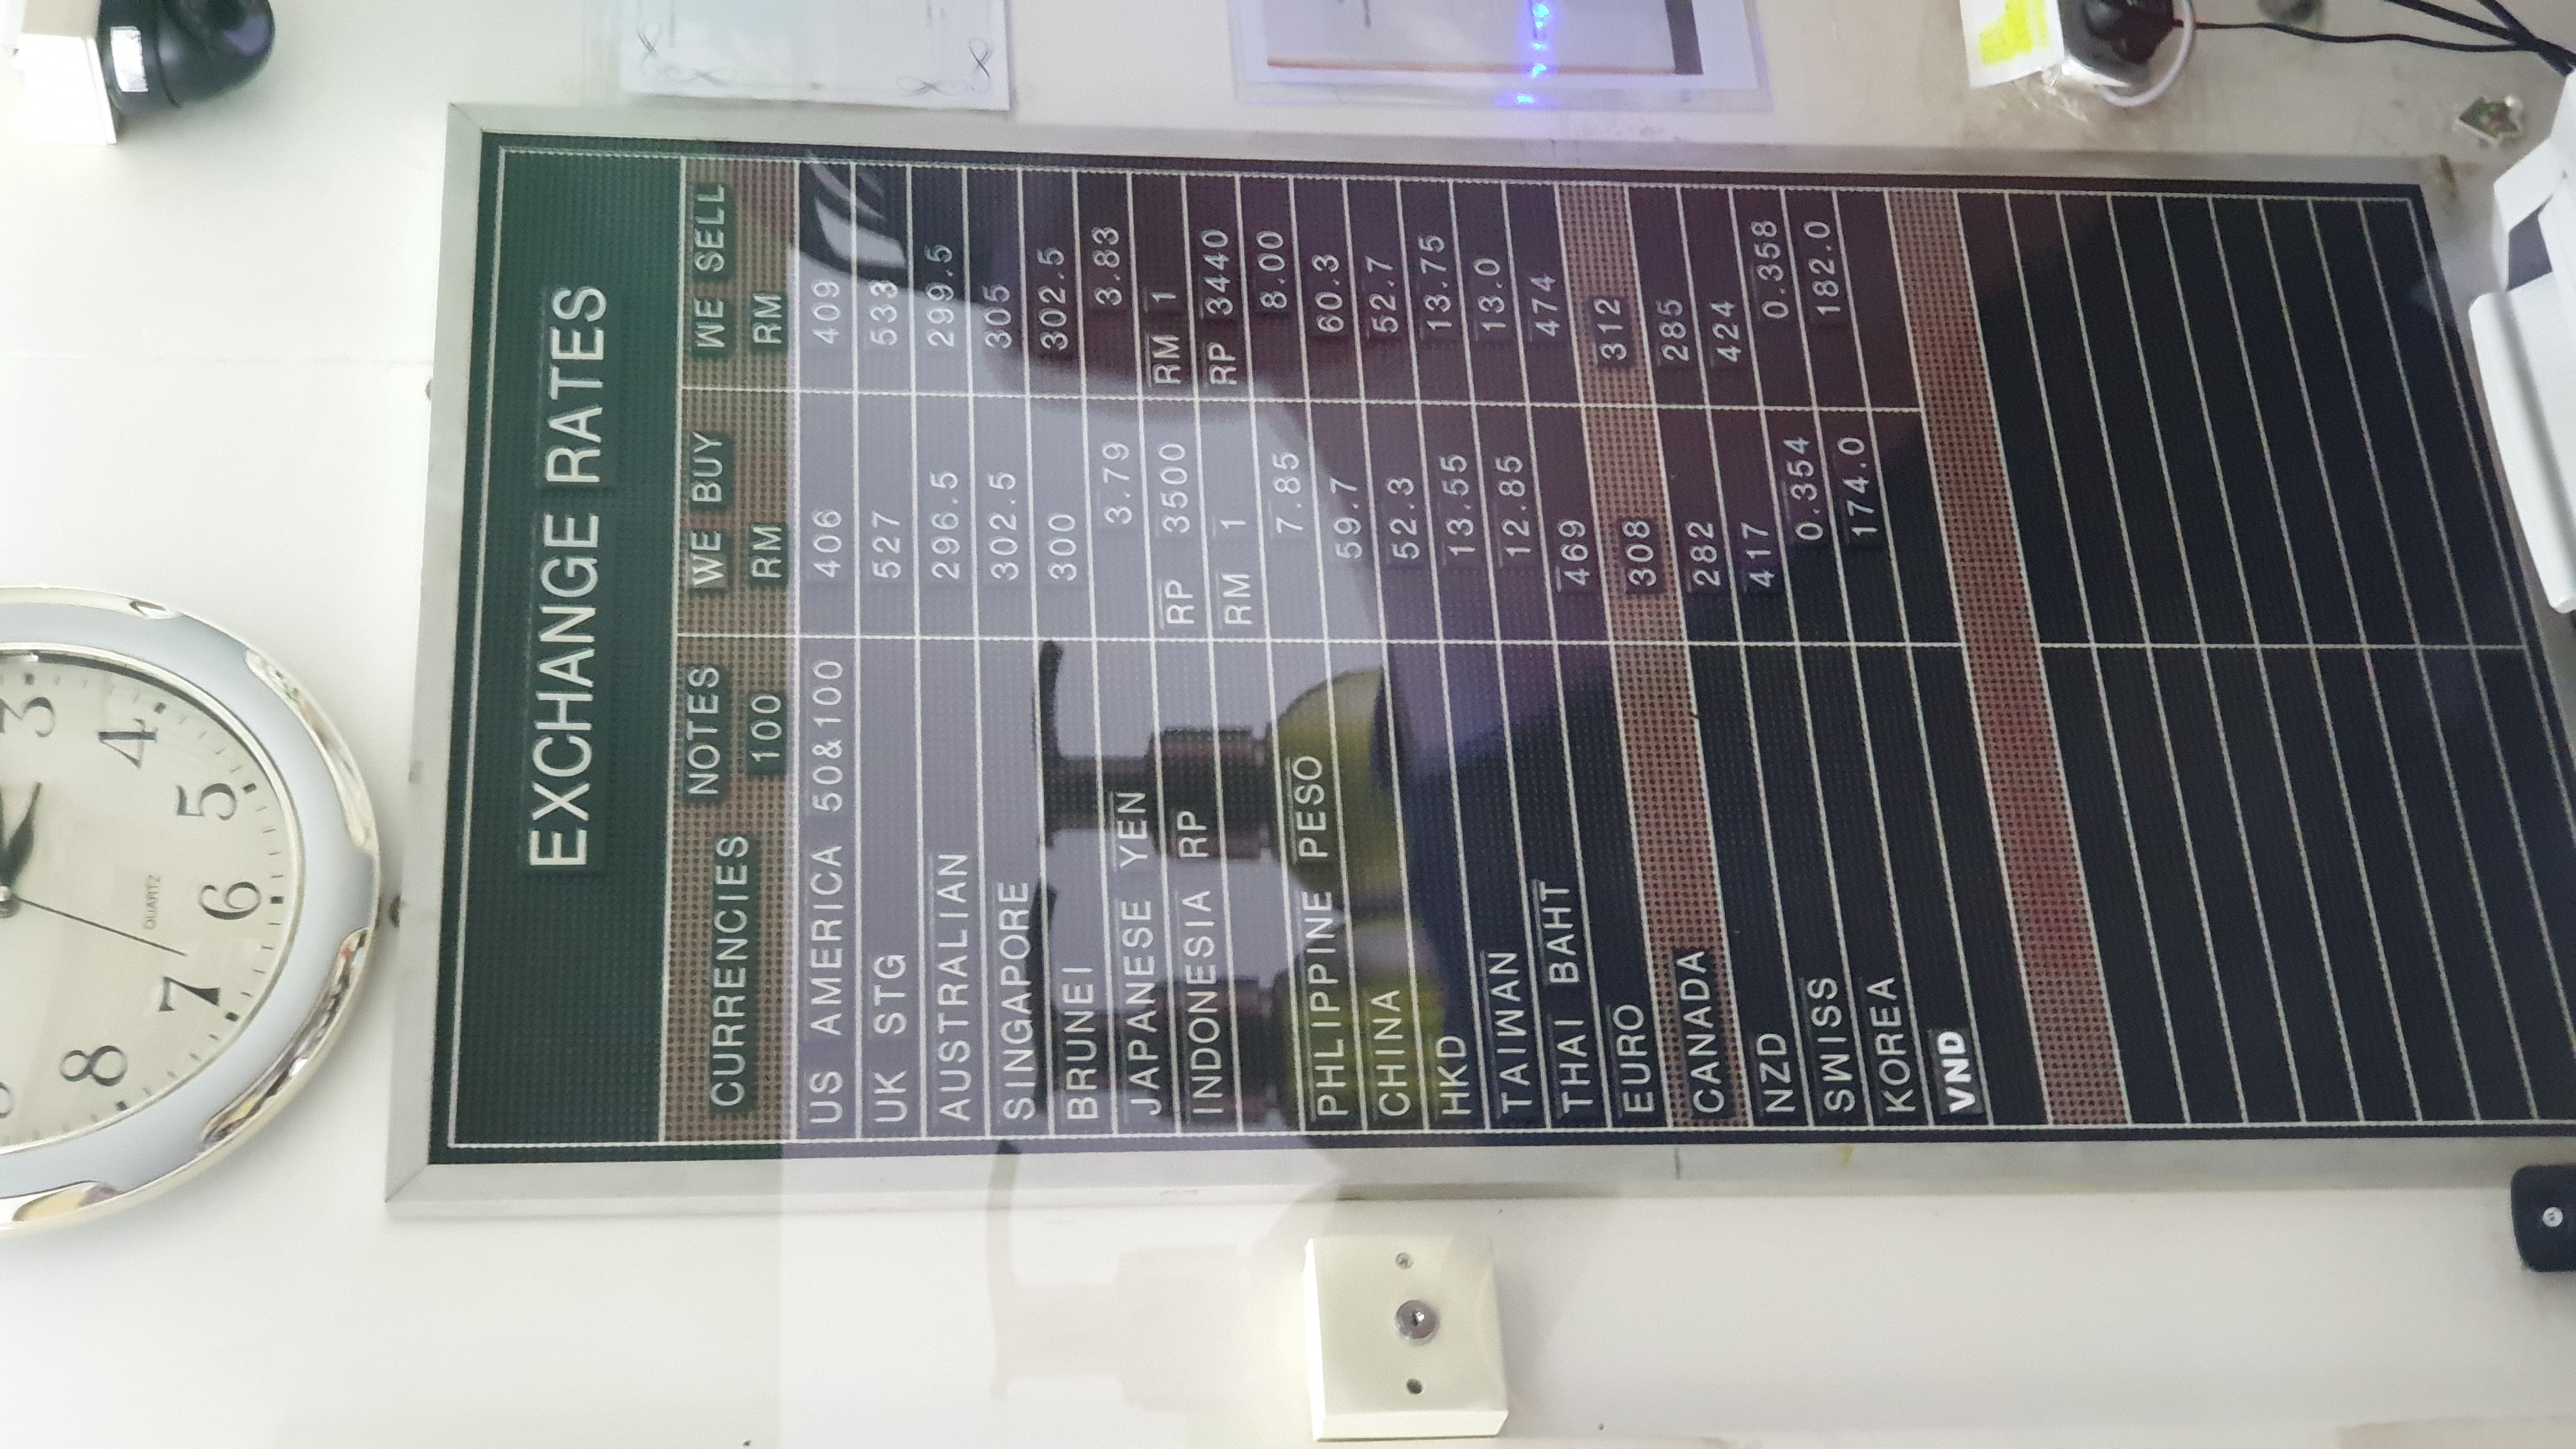 3
4
5
6
7
8
QUARTZ
EXCHANGE RATES
CURRENCIES NOTES WE BUY WE SELL
100 RM RM
US AMERICA 50&100 406 409
UK STG 527 533
AUSTRALIAN 296.5 299.5
SINGAPORE 302.5 305
BRUNEI 300 302.5
JAPANESE YEN 3.79 3.83
INDONESIA RP RP 3500 RM 1
RM 1 RP 3440
PHLIPPINE PESO 7.85 8.00
CHINA 59.7 60.3
HKD 52.3 52.7
TAIWAN 13.55 13.75
THAI BAHT 12.85 13.0
EURO 469 474
CANADA 308 312
NZD 282 285
SWISS 417 424
KOREA 0.354 0.358
VND 174.0 182.0